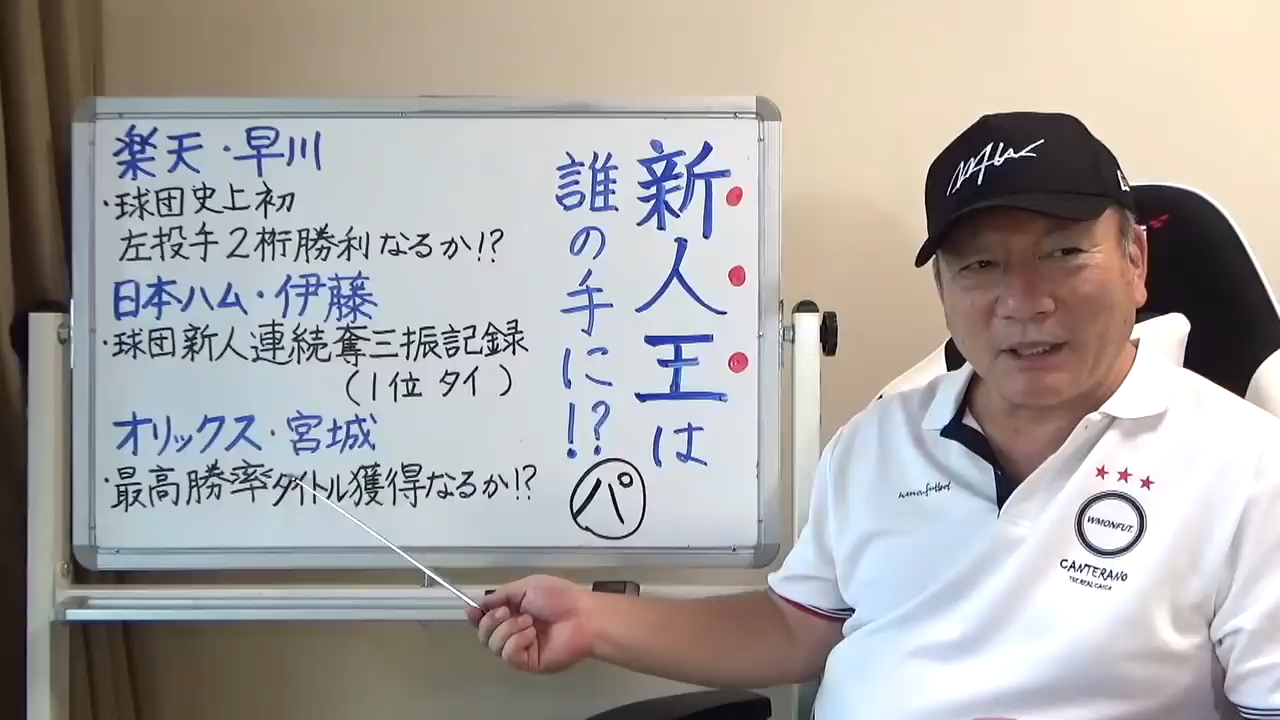 新人王は
誰の手に!?
パ
楽天・早川
・球団史上初
左投手2桁勝利なるか!?
日本ハム・伊藤
・球団新人連続奪三振記録
(1位タイ)
オリックス・宮城
・最高勝率タイトル獲得なるか!?
WMONFUT.
CANTERANO